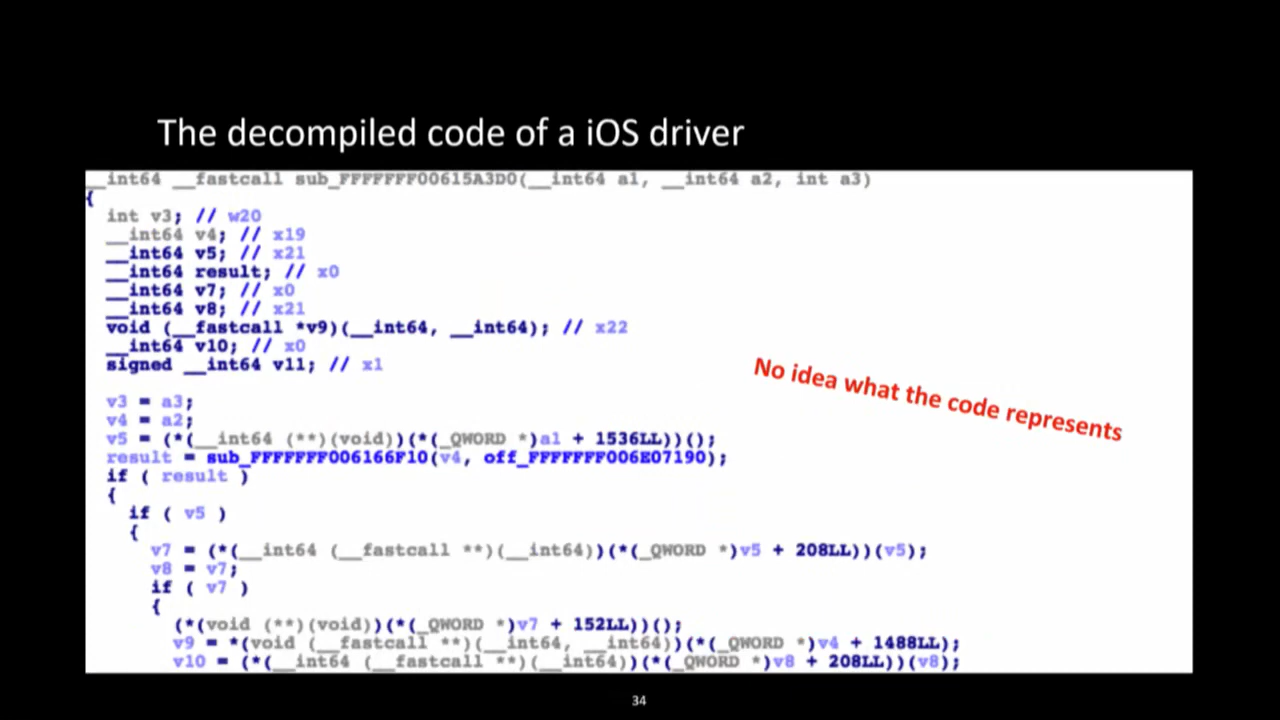 The decompiled code of a iOS driver
__int64 __fastcall sub_FFFFFFF00615A3D0(__int64 a1, __int64 a2, int a3)
{
int v3; // w20
__int64 v4; // x19
__int64 v5; // x21
__int64 result; // x0
__int64 v7; // x0
__int64 v8; // x21
void (__fastcall *v9)(__int64, __int64); // x22
__int64 v10; // x0
signed __int64 v11; // x1
v3 = a3;
v4 = a2;
v5 = (*(__int64 (**)(void))(*(_QWORD *)a1 + 1536LL))();
result = sub_FFFFFFF006166F10(v4, off_FFFFFFF006E07190);
if ( result )
{
if ( v5 )
{
v7 = (*(__int64 (__fastcall **)(__int64))(*(_QWORD *)v5 + 208LL))(v5);
v8 = v7;
if ( v7 )
{
(*(void (**)(void))(*(_QWORD *)v7 + 152LL))();
v9 = *(void (__fastcall **)(__int64, __int64))(*(_QWORD *)v4 + 1488LL);
v10 = (*(__int64 (__fastcall **)(__int64))(*(_QWORD *)v8 + 208LL))(v8);
No idea what the code represents
34